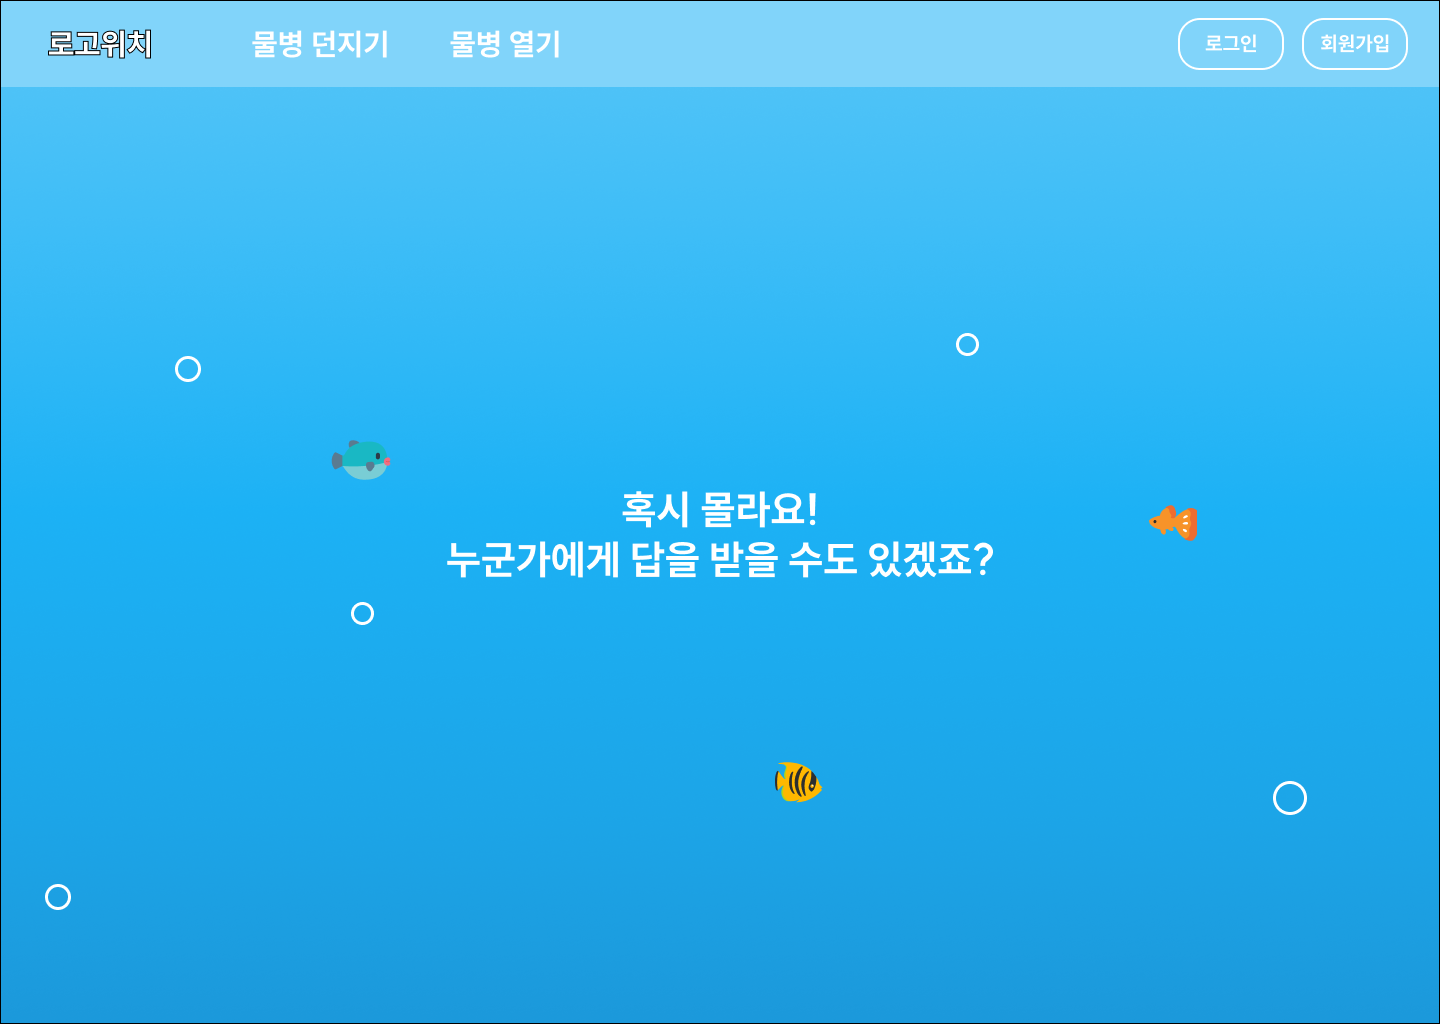 로고위치
물병 던지기
물병 열기
로그인
회원가입
혹시 몰라요!
누군가에게 답을 받을 수도 있겠죠?